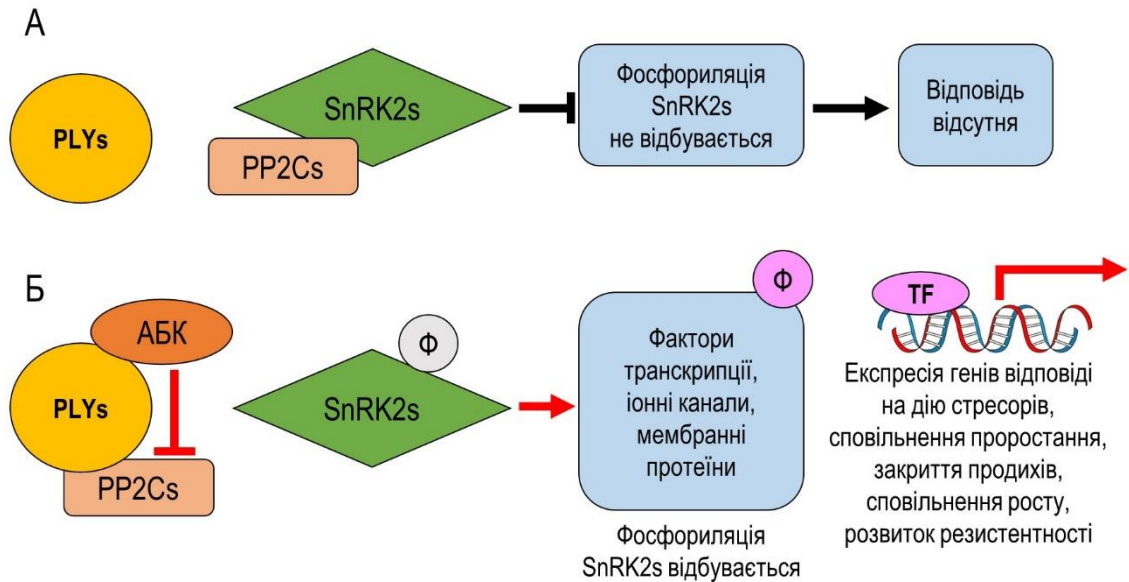 А
PLYs
SnRK2s
PP2Cs
Фосфориляція
SnRK2s
не відбувається
Відповідь
відсутня
Б
АБК
PLYs
PP2Cs
Ф
SnRK2s
Ф
Фактори
транскрипції,
іонні канали,
мембранні
протеїни
Фосфориляція
SnRK2s відбувається
TF
Експресія генів відповіді
на дію стресорів,
сповільнення проростання,
закриття продихів,
сповільнення росту,
розвиток резистентності